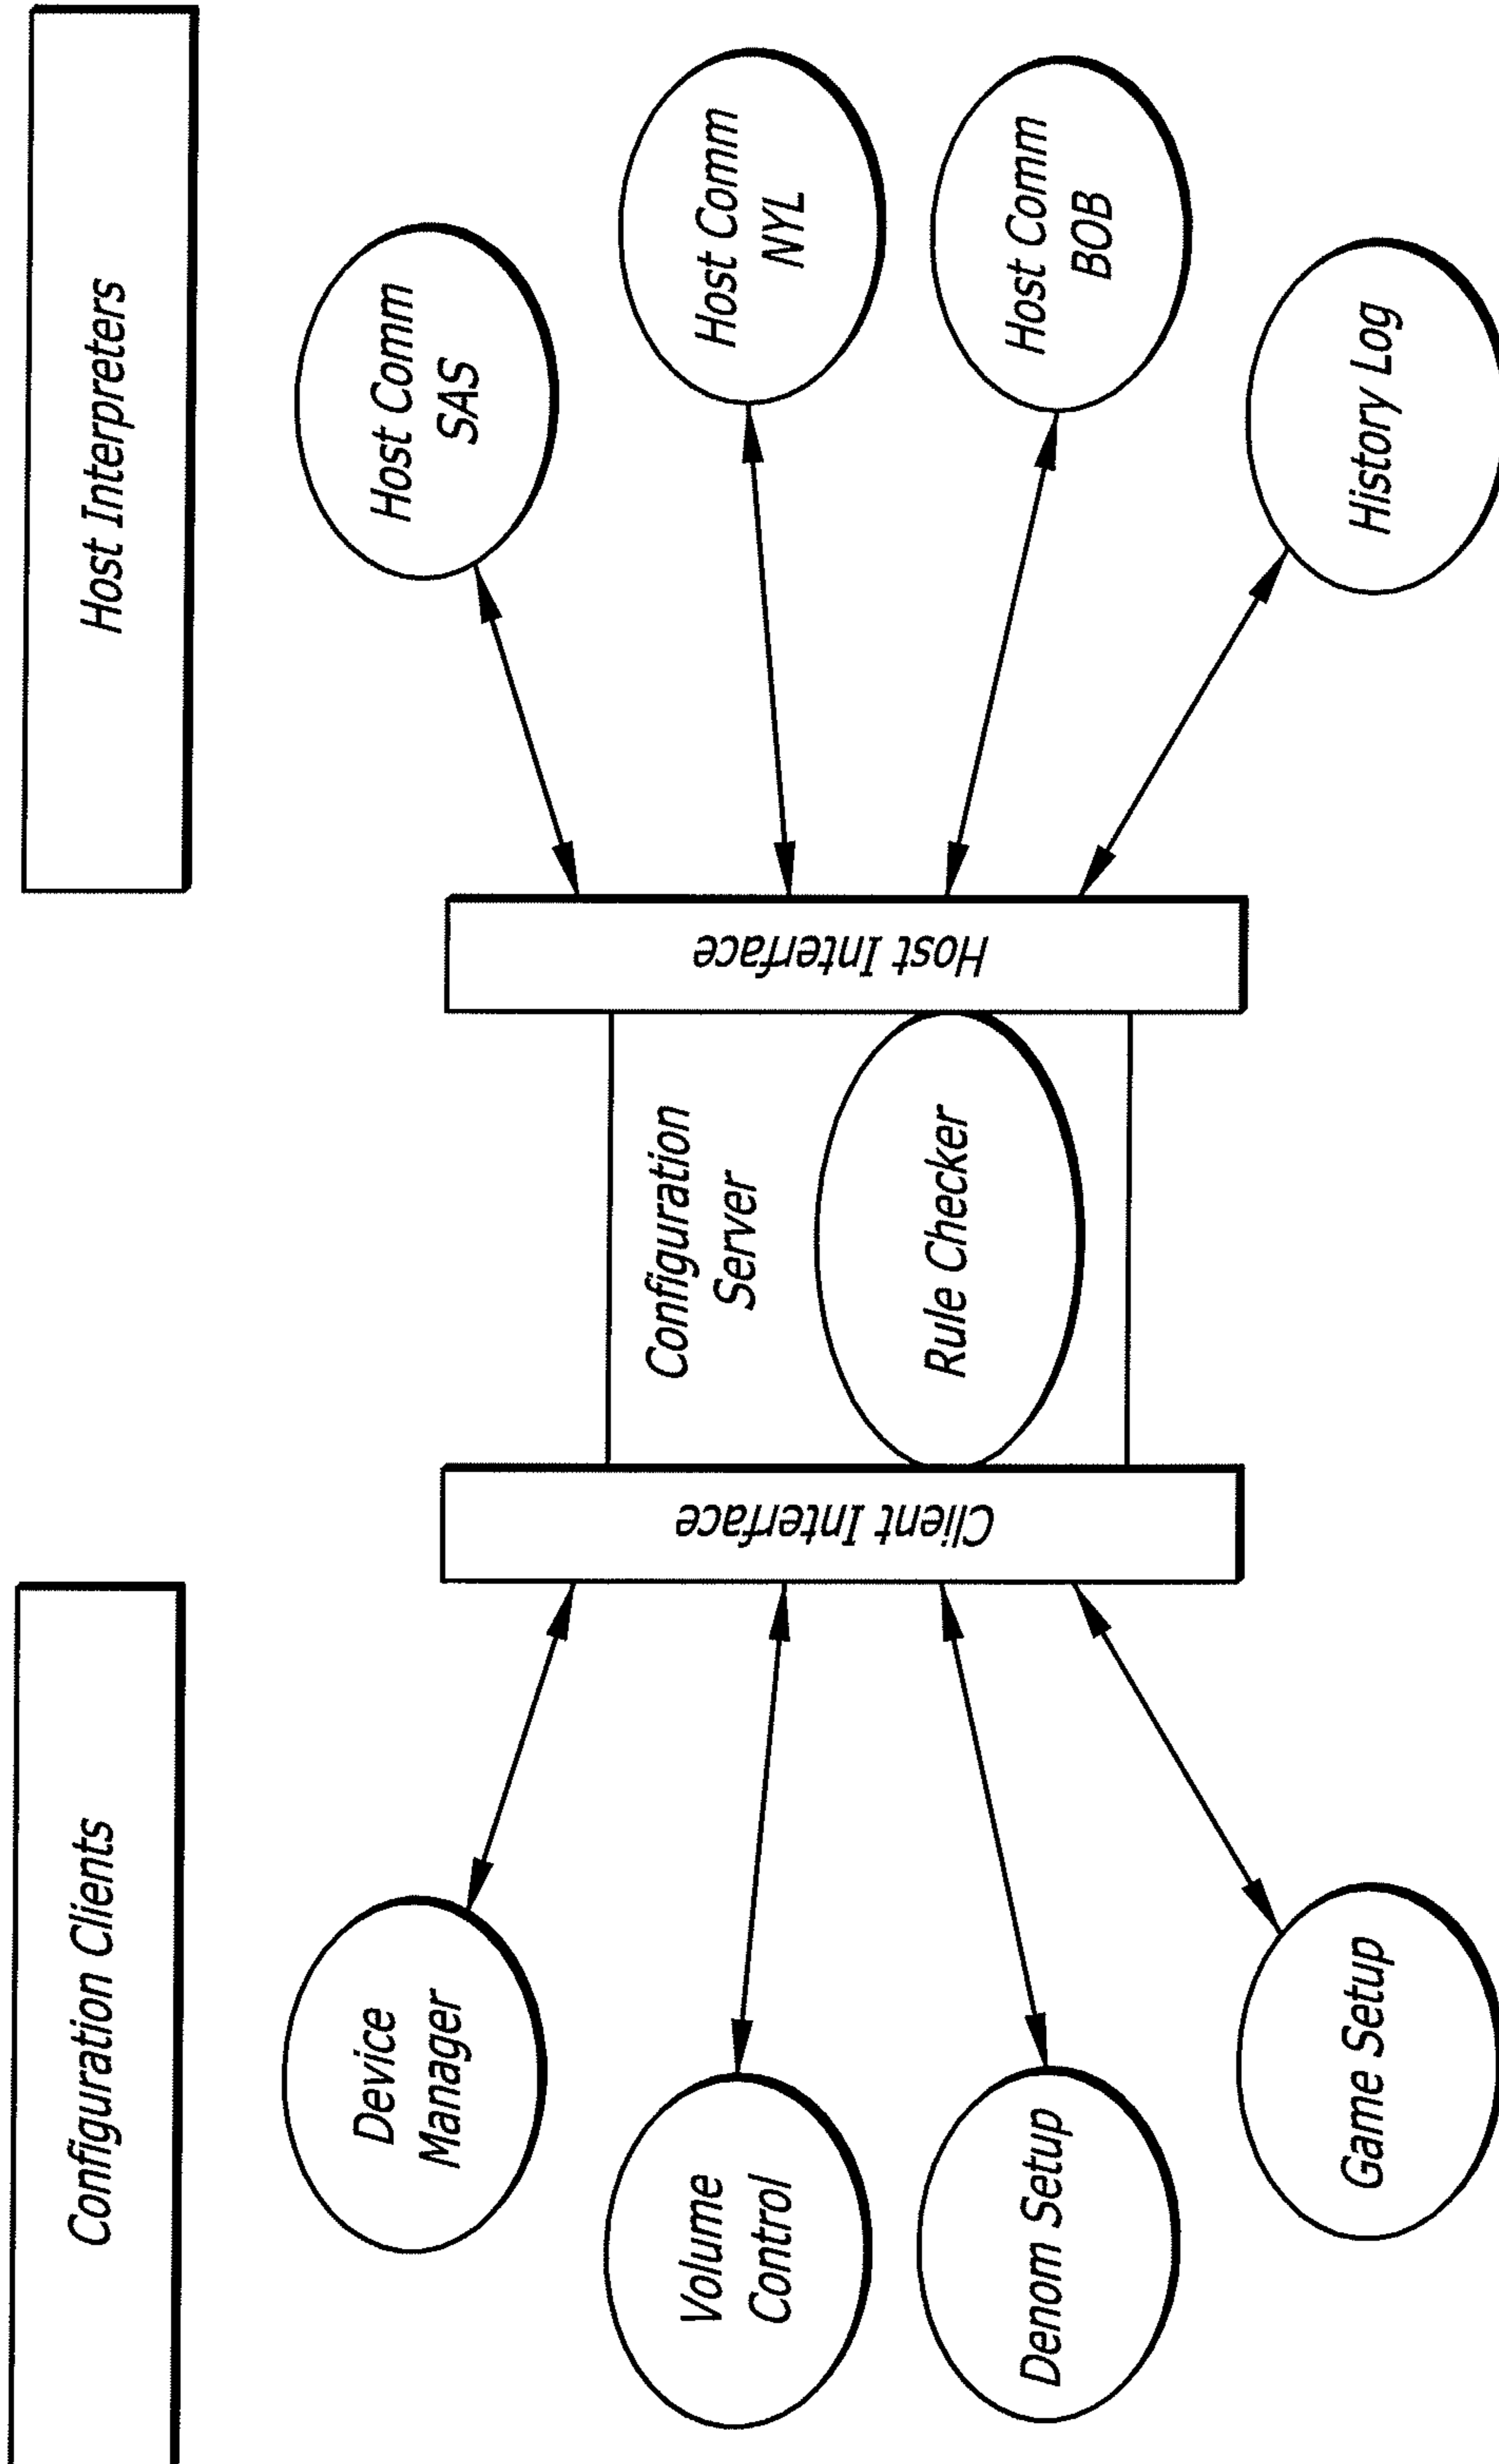 Configuration Clients
Host Interpreters
Device
Manager
Volume
Control
Denom Setup
Game Setup
Client Interface
Configuration
Server
Rule Checker
Host Interface
Host Comm
SAS
Host Comm
NYL
Host Comm
BOB
History Log